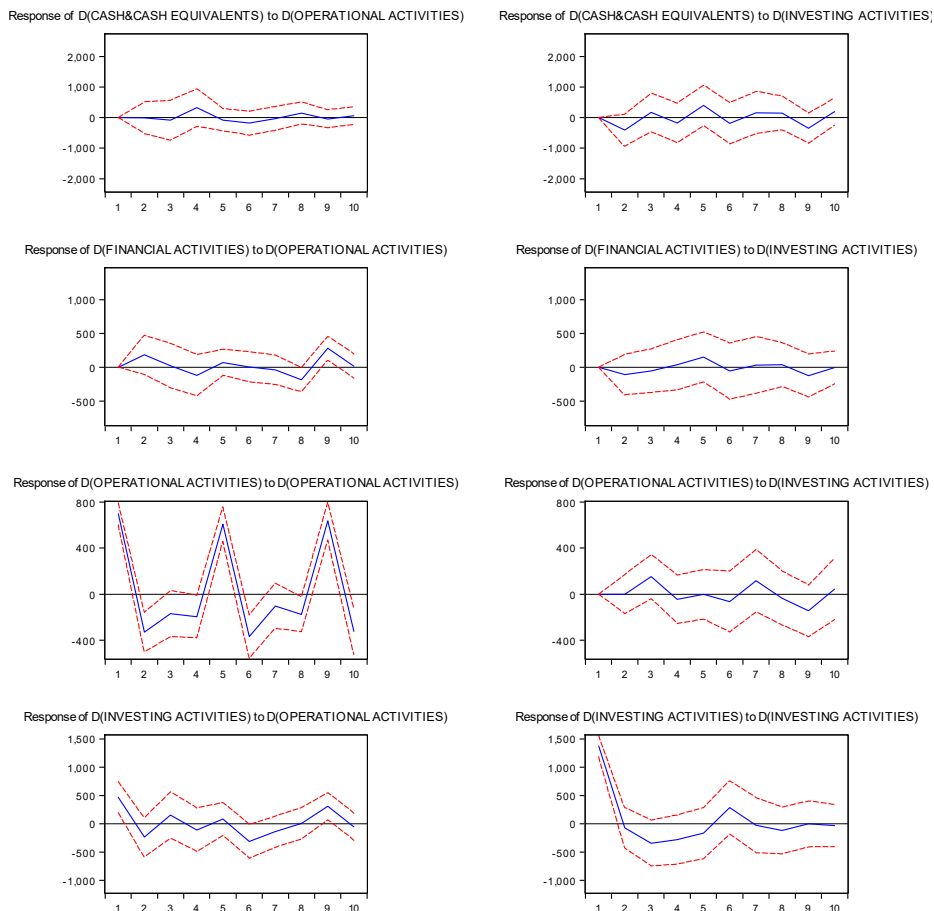 Response of D(CASH&CASH EQUIVALENTS) to D(OPERATIONAL ACTIVITIES)
2,000
1,000
0
-1,000
-2,000
1 2 3 4 5 6 7 8 9 10
Response of D(CASH&CASH EQUIVALENTS) to D(INVESTING ACTIVITIES)
2,000
1,000
0
-1,000
-2,000
1 2 3 4 5 6 7 8 9 10
Response of D(FINANCIAL ACTIVITIES) to D(OPERATIONAL ACTIVITIES)
1,000
500
0
-500
1 2 3 4 5 6 7 8 9 10
Response of D(FINANCIAL ACTIVITIES) to D(INVESTING ACTIVITIES)
1,000
500
0
-500
1 2 3 4 5 6 7 8 9 10
Response of D(OPERATIONAL ACTIVITIES) to D(OPERATIONAL ACTIVITIES)
800
400
0
-400
1 2 3 4 5 6 7 8 9 10
Response of D(OPERATIONAL ACTIVITIES) to D(INVESTING ACTIVITIES)
800
400
0
-400
1 2 3 4 5 6 7 8 9 10
Response of D(INVESTING ACTIVITIES) to D(OPERATIONAL ACTIVITIES)
1,500
1,000
500
0
-500
-1,000
1 2 3 4 5 6 7 8 9 10
Response of D(INVESTING ACTIVITIES) to D(INVESTING ACTIVITIES)
1,500
1,000
500
0
-500
-1,000
1 2 3 4 5 6 7 8 9 10